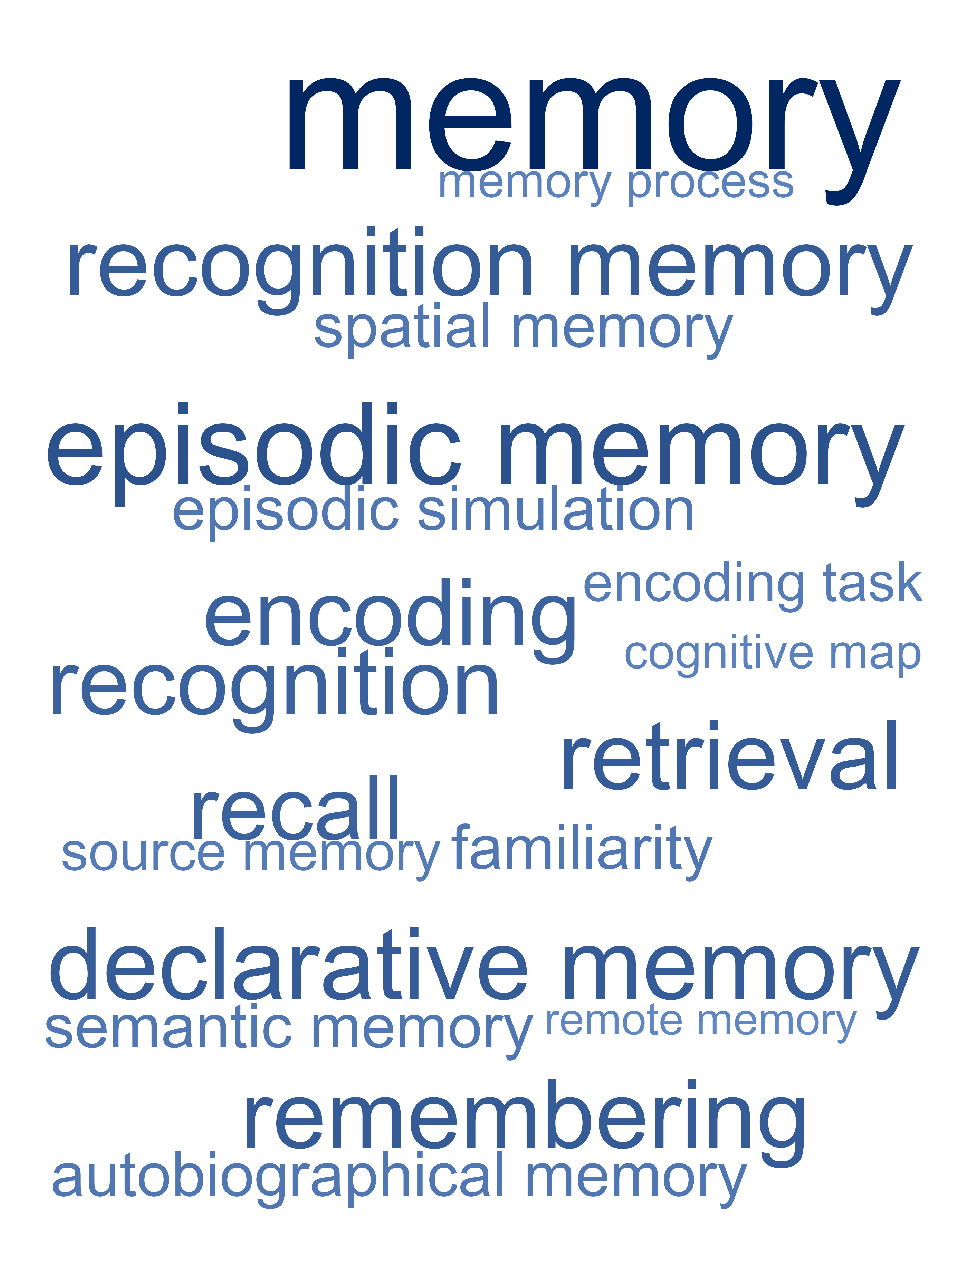 memory
memory process
recognition memory
spatial memory
episodic memory
episodic simulation
encoding task
encoding
cognitive map
recognition
retrieval
recall
source memory
familiarity
declarative memory
semantic memory
remote memory
remembering
autobiographical memory